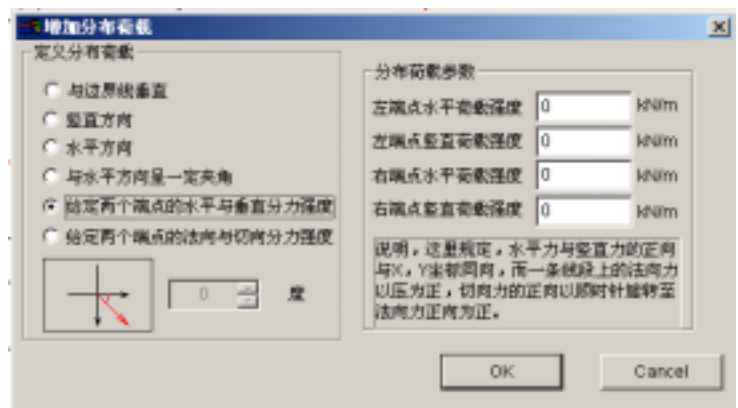 增加分布荷载
定义分布荷载
与边界线垂直
竖直方向
水平方向
与水平方向呈一定夹角
给定两个端点的水平与垂直分力强度
给定两个端点的法向与切向分力强度
0 度
分布荷载参数
左端点水平荷载强度 0 kN/m
左端点竖直荷载强度 0 kN/m
右端点水平荷载强度 0 kN/m
右端点竖直荷载强度 0 kN/m
说明，这里规定，水平力与竖直力的正向
与X，Y坐标同向，而一条线段上的法向力
以压为正，切向力的正向以顺时针旋转至
法向力正向为正。
OK Cancel